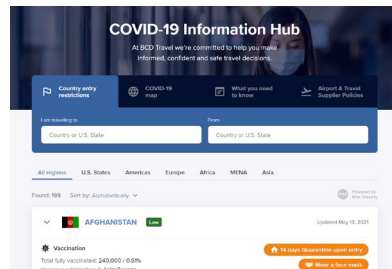 COVID-19 Information Hub
At BCD Travel we're committed to help you make
informed, confident and safe travel decisions.
Country entry
restrictions
COVID-19
map
What you need
to know
Airport & Travel
Supplier Policies
I am travelling to
From
Country or U.S. State
Country or U.S. State
All regions U.S. States Americas Europe Africa MENA Asia
Found: 199 Sort by: Alphabetically
Powered by
AFGHANISTAN Low Updated May 13, 2021
Vaccination
14 days Quarantine upon entry
Total fully vaccinated: 240,000 / 0.61%
Wear a face mask